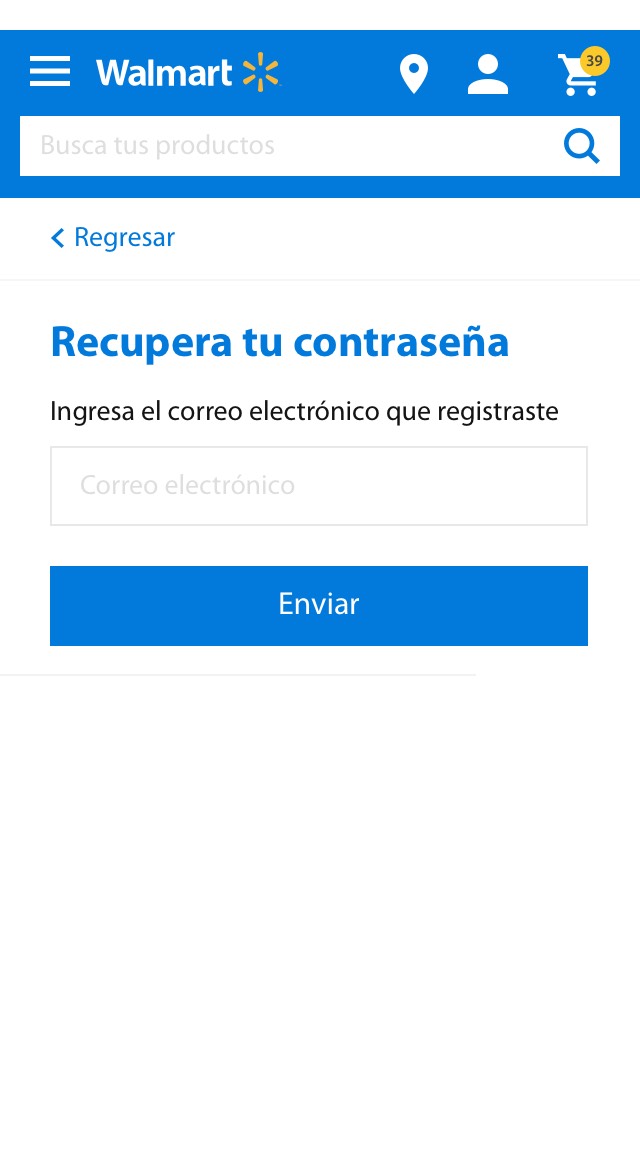 Walmart
39
Busca tus productos
Regresar
Recupera tu contraseña
Ingresa el correo electrónico que registraste
Correo electrónico
Enviar